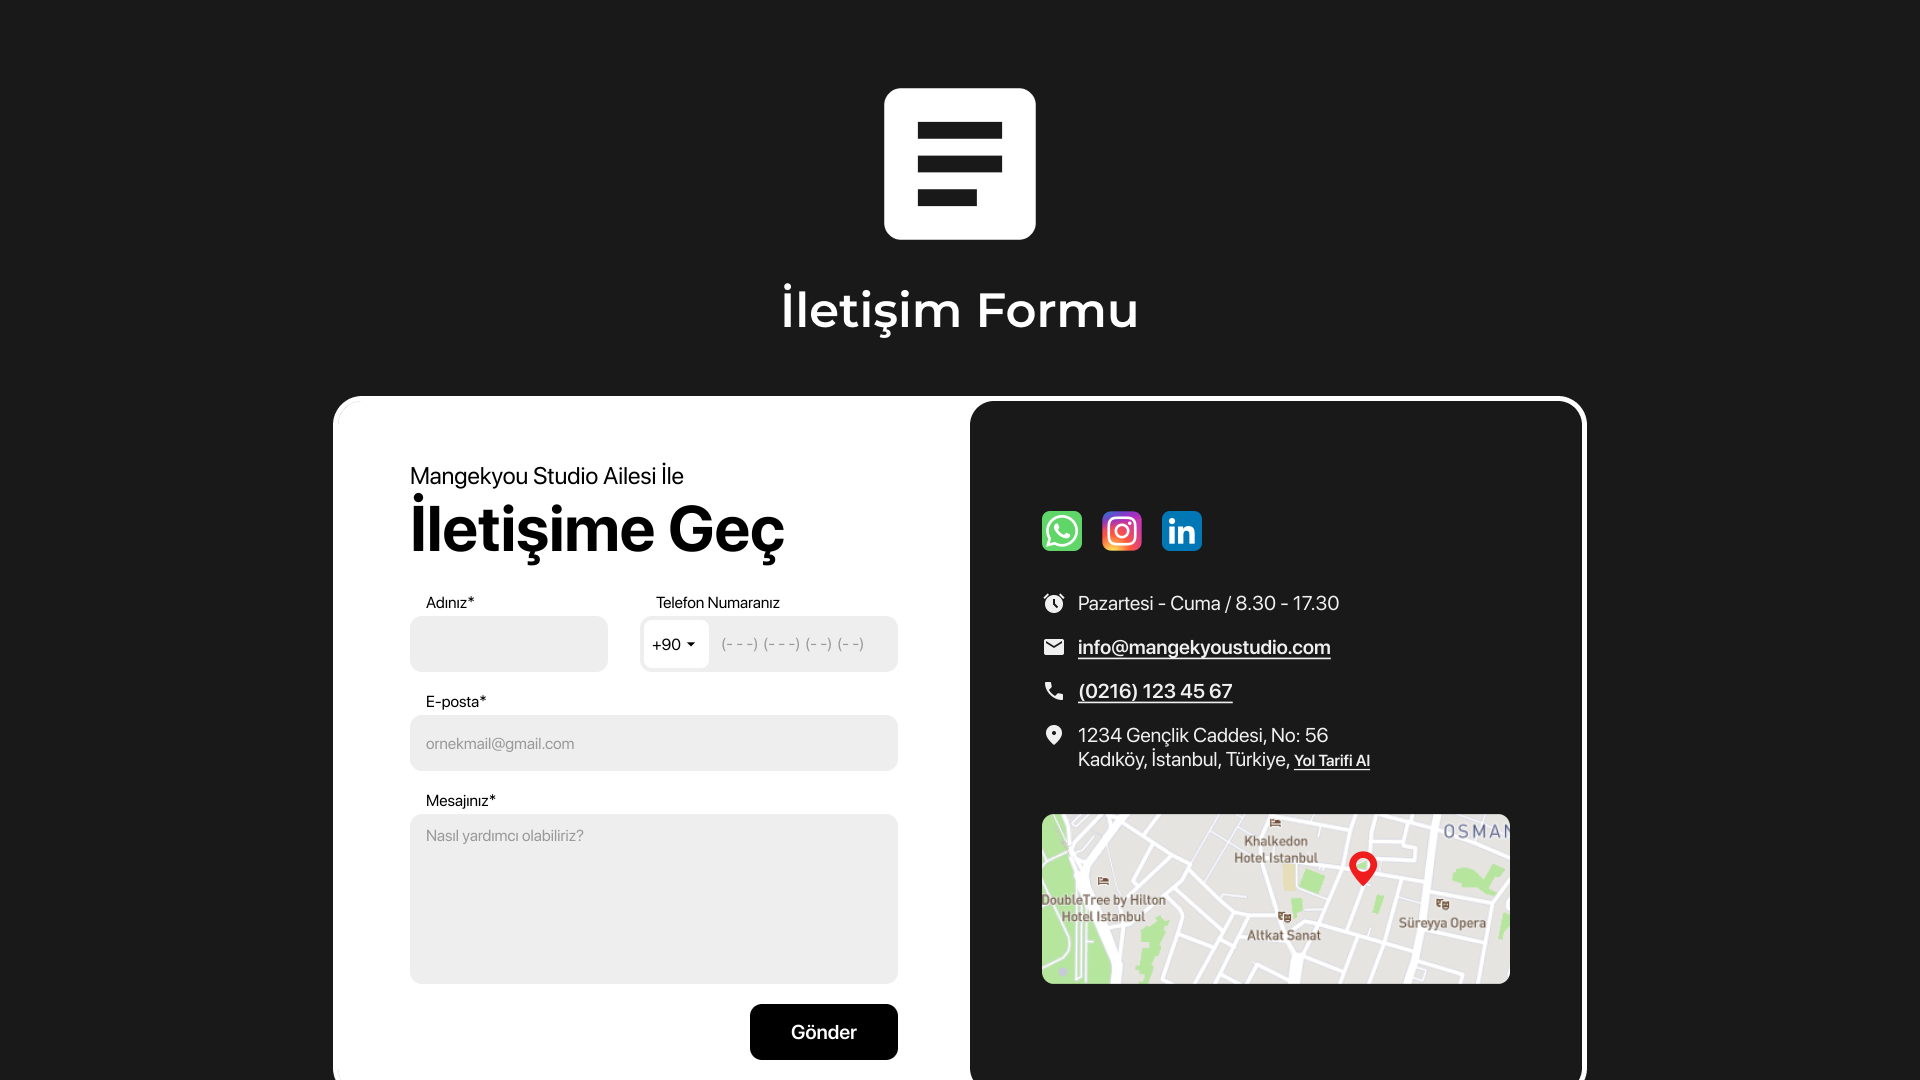 İletişim Formu
Mangekyou Studio Ailesi İle
İletişime Geç
Adınız*
Telefon Numaranız
+90
(- - -) (- - -) (- -) (- -)
E-posta*
ornekmail@gmail.com
Mesajınız*
Nasıl yardımcı olabiliriz?
Gönder
in
Pazartesi - Cuma / 8.30 - 17.30
info@mangekyoustudio.com
(0216) 123 45 67
1234 Gençlik Caddesi, No: 56
Kadıköy, İstanbul, Türkiye, Yol Tarifi Al
OSMAN
Khalkedon
Hotel Istanbul
DoubleTree by Hilton
Hotel Istanbul
Süreyya Opera
Altkat Sanat